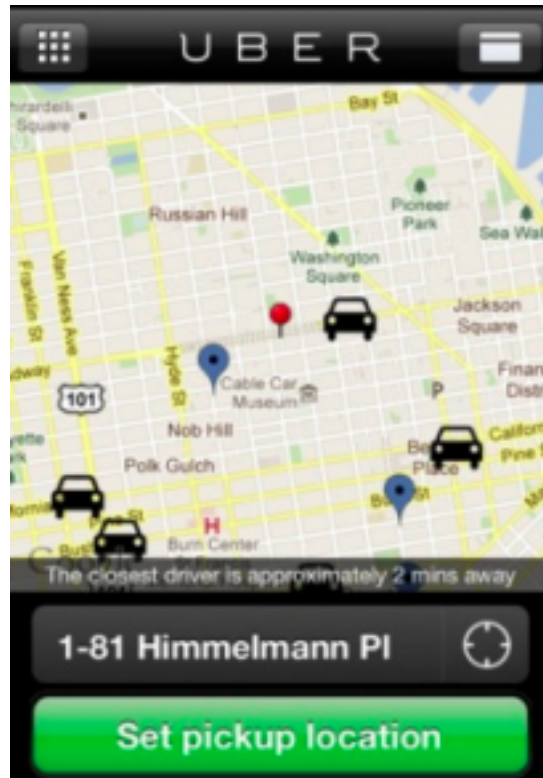 UBER
Bay St
Square
Pioneer
Park
Russian Hill
Sea Wal
Washington
Square
Van Ness Ave
Franklin St
Jackson
Square
Hyde St
Finan
Distr
Cable Car
Museum
P
101
Nob Hill
Californ
Pine S
Place
Polk Gulch
H
Burn Center
The closest driver is approximately 2 mins away
1-81 Himmelmann Pl
Set pickup location